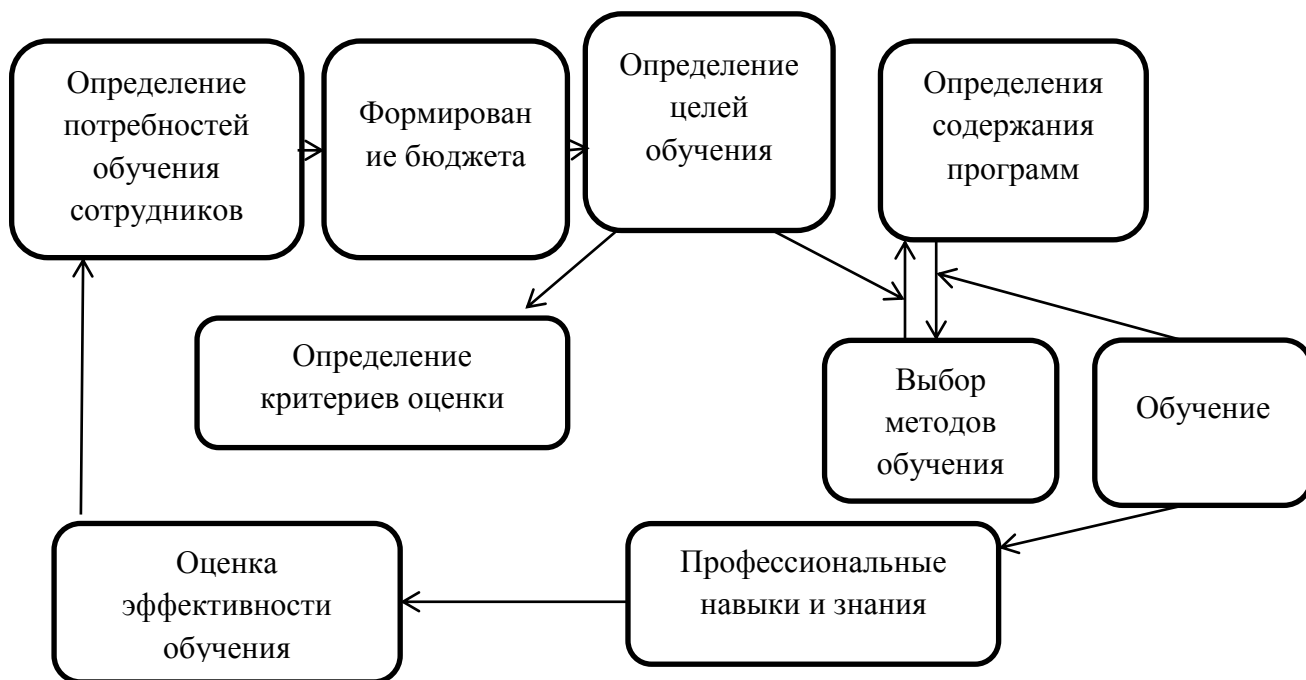 Определение
потребностей
обучения
сотрудников
Формирован
ие бюджета
Определение
целей
обучения
Определения
содержания
программ
Определение
критериев оценки
Выбор
методов
обучения
Обучение
Оценка
эффективности
обучения
Профессиональные
навыки и знания